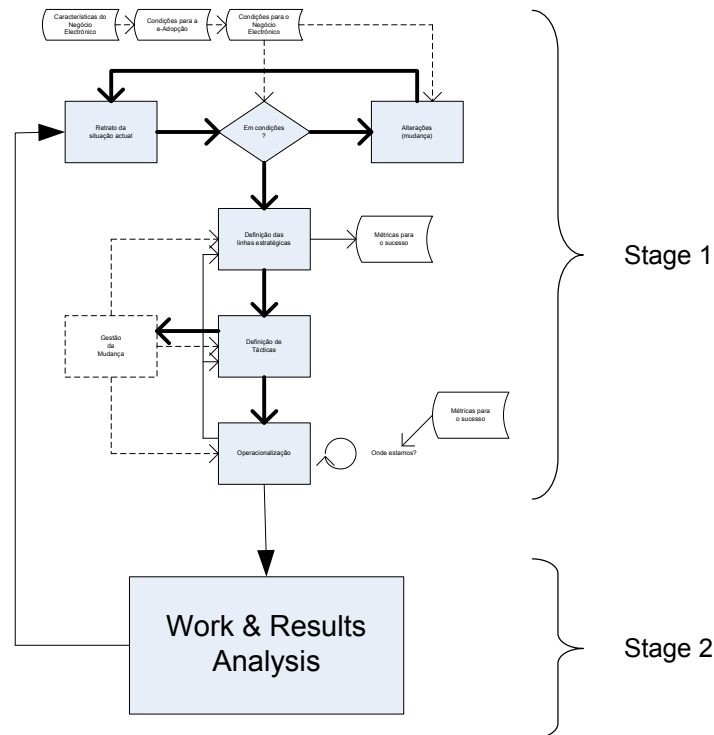 Características do
Negócio
Electrónico
Condições para a
e-Adopção
Condições para o
Negócio
Electrónico
Retrato da
situação actual
Em condições
?
Alterações
(mudança)
Definição das
linhas estratégicas
Métricas para
o sucesso
Stage 1
Gestão
da
Mudança
Definição de
Tácticas
Métricas para
o sucesso
Operacionalização
Onde estamos?
Work & Results
Analysis
Stage 2